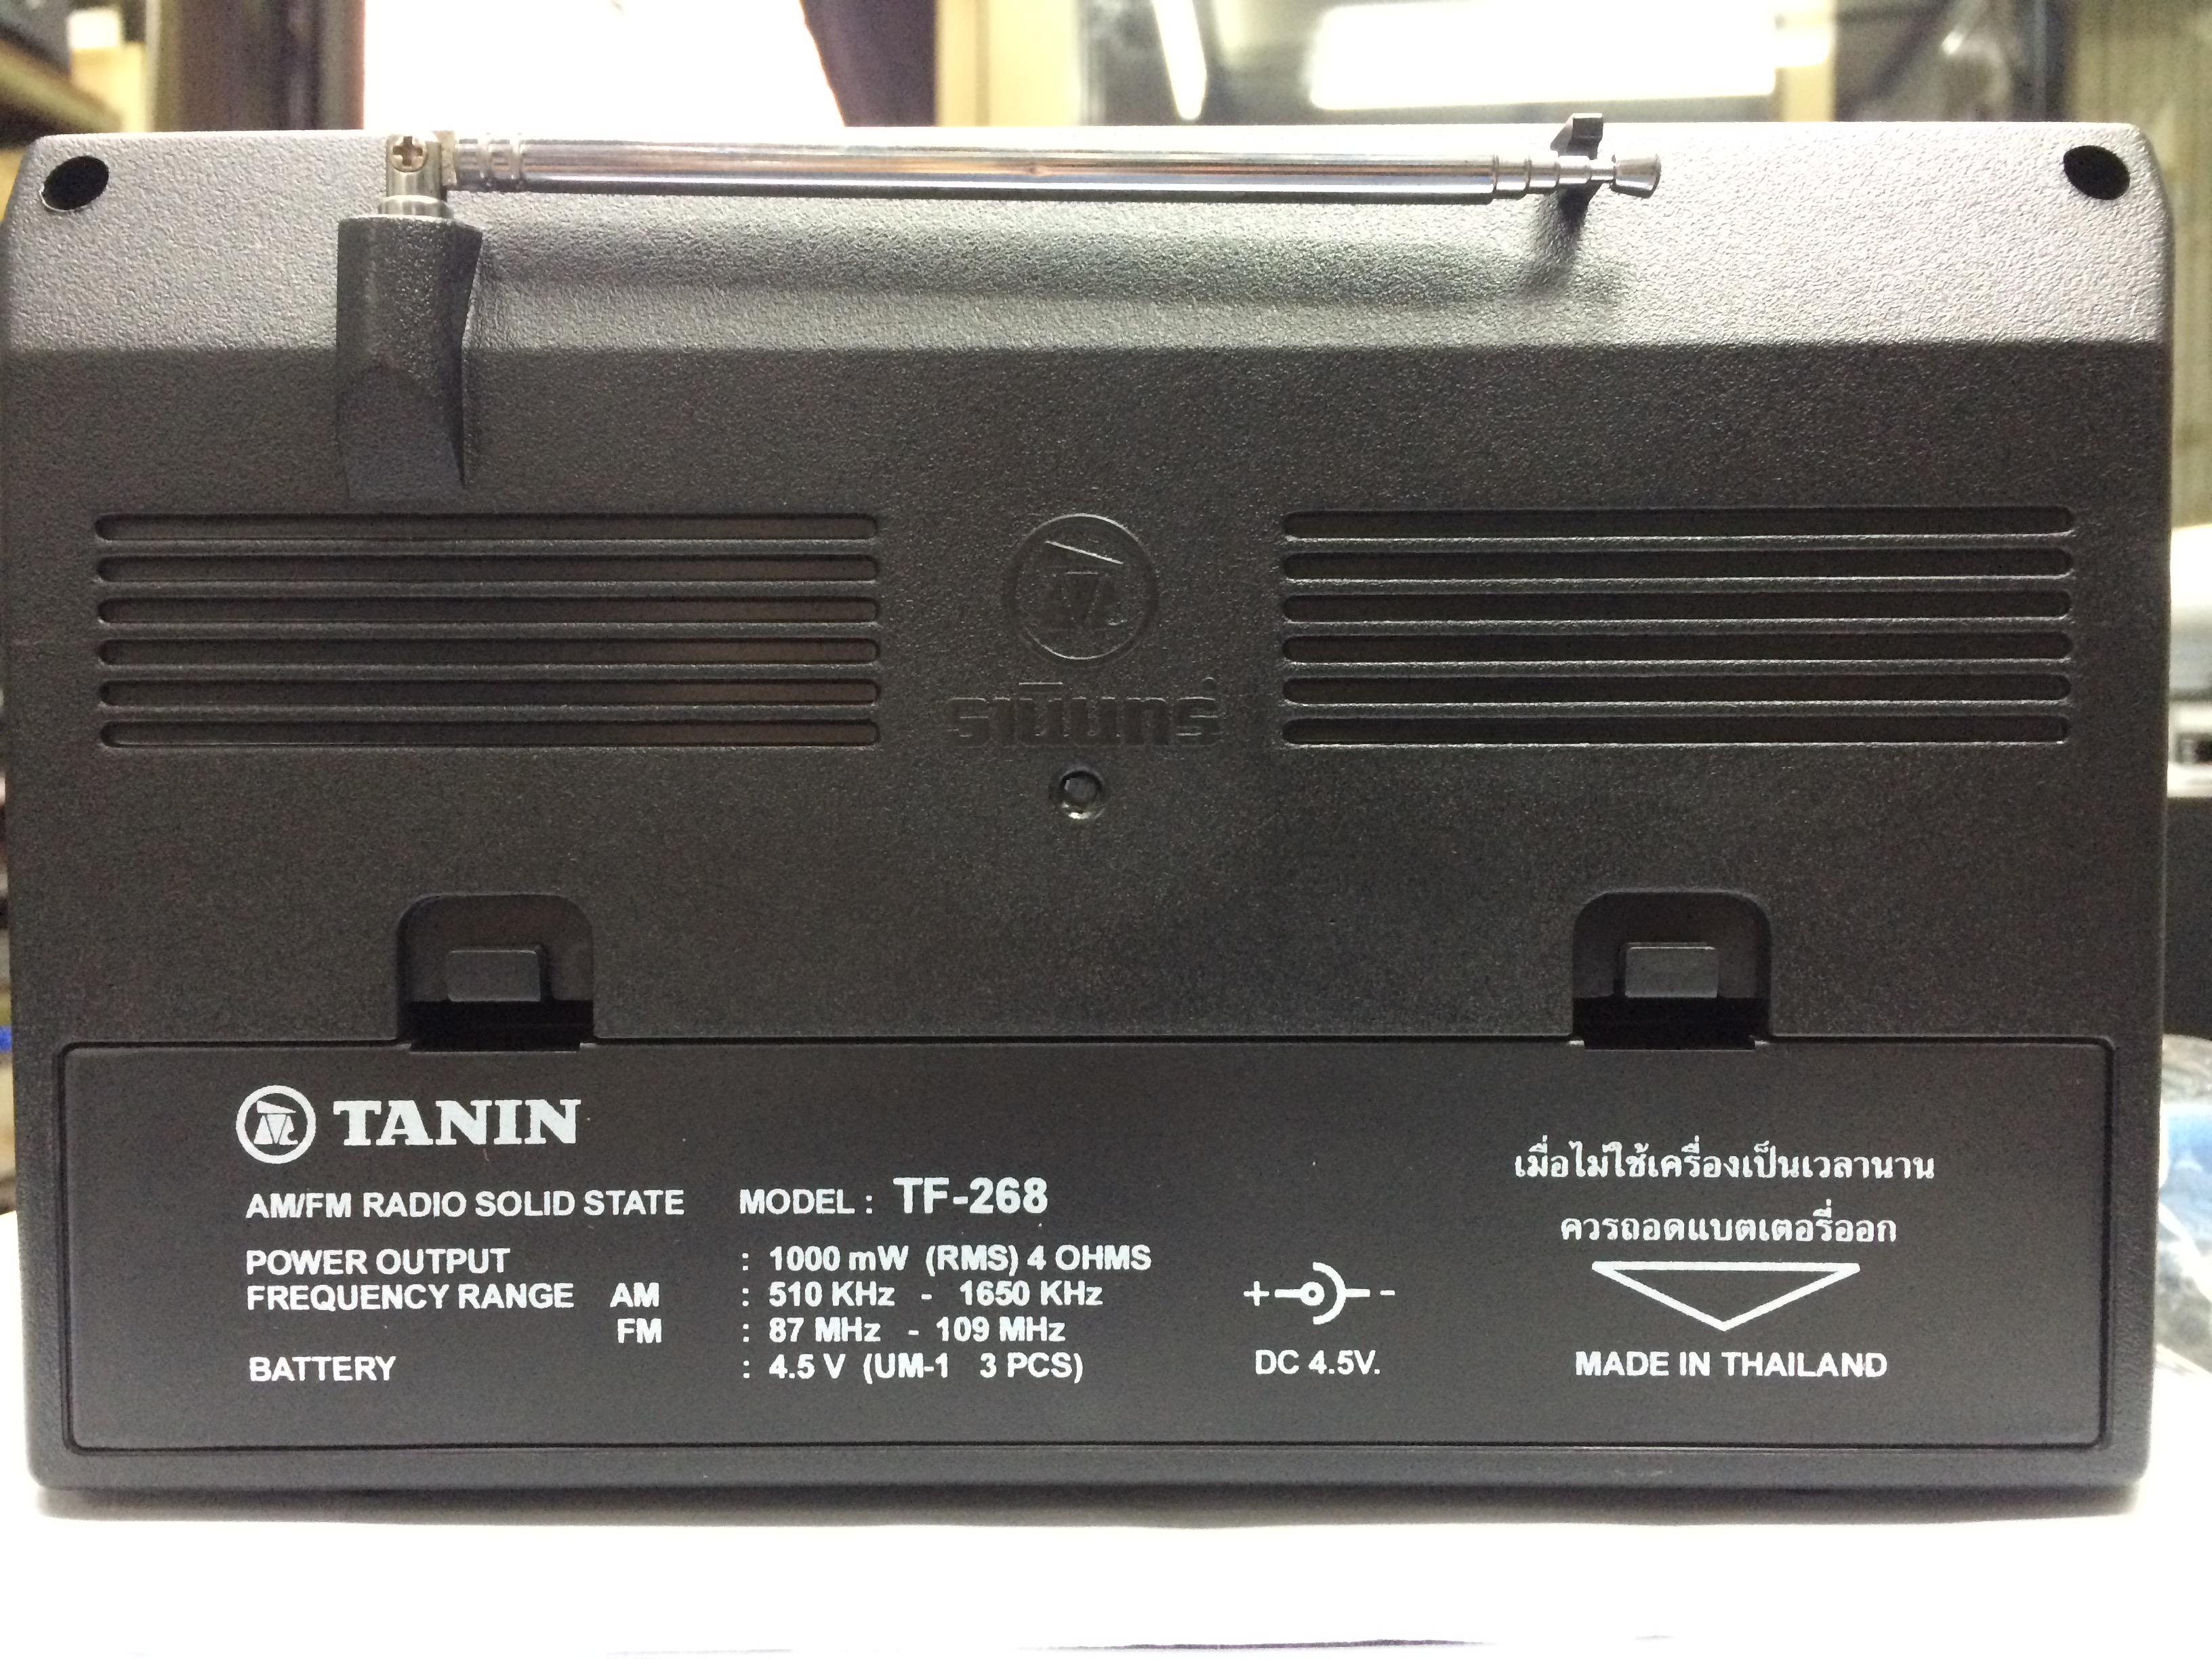 ธานินทร์
TANIN
AM/FM RADIO SOLID STATE MODEL : TF-268
POWER OUTPUT : 1000 mW (RMS) 4 OHMS
FREQUENCY RANGE AM : 510 KHz - 1650 KHz
FM : 87 MHz - 109 MHz
BATTERY : 4.5 V (UM-1 3 PCS)
+ -
DC 4.5V.
เมื่อไม่ใช้เครื่องเป็นเวลานาน
ควรถอดแบตเตอรี่ออก
MADE IN THAILAND